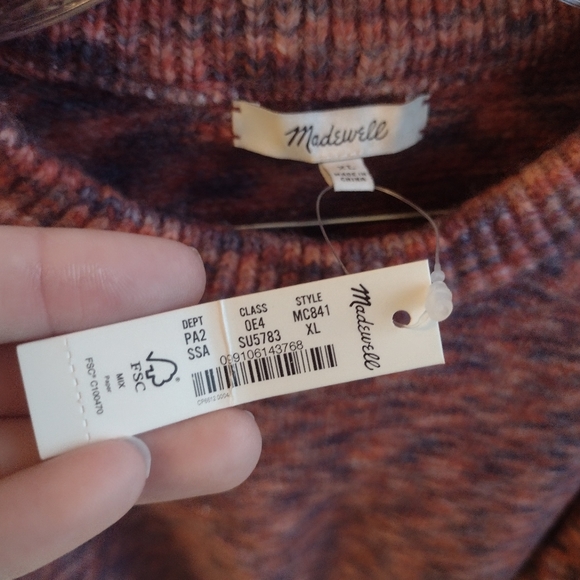 Madewell
XL
MADE IN
CHINA
Madewell
DEPT CLASS STYLE
PA2 0E4 MC841
SSA SU5783 XL
099106143768
FSC
MIX
Paper
FSC® C100470